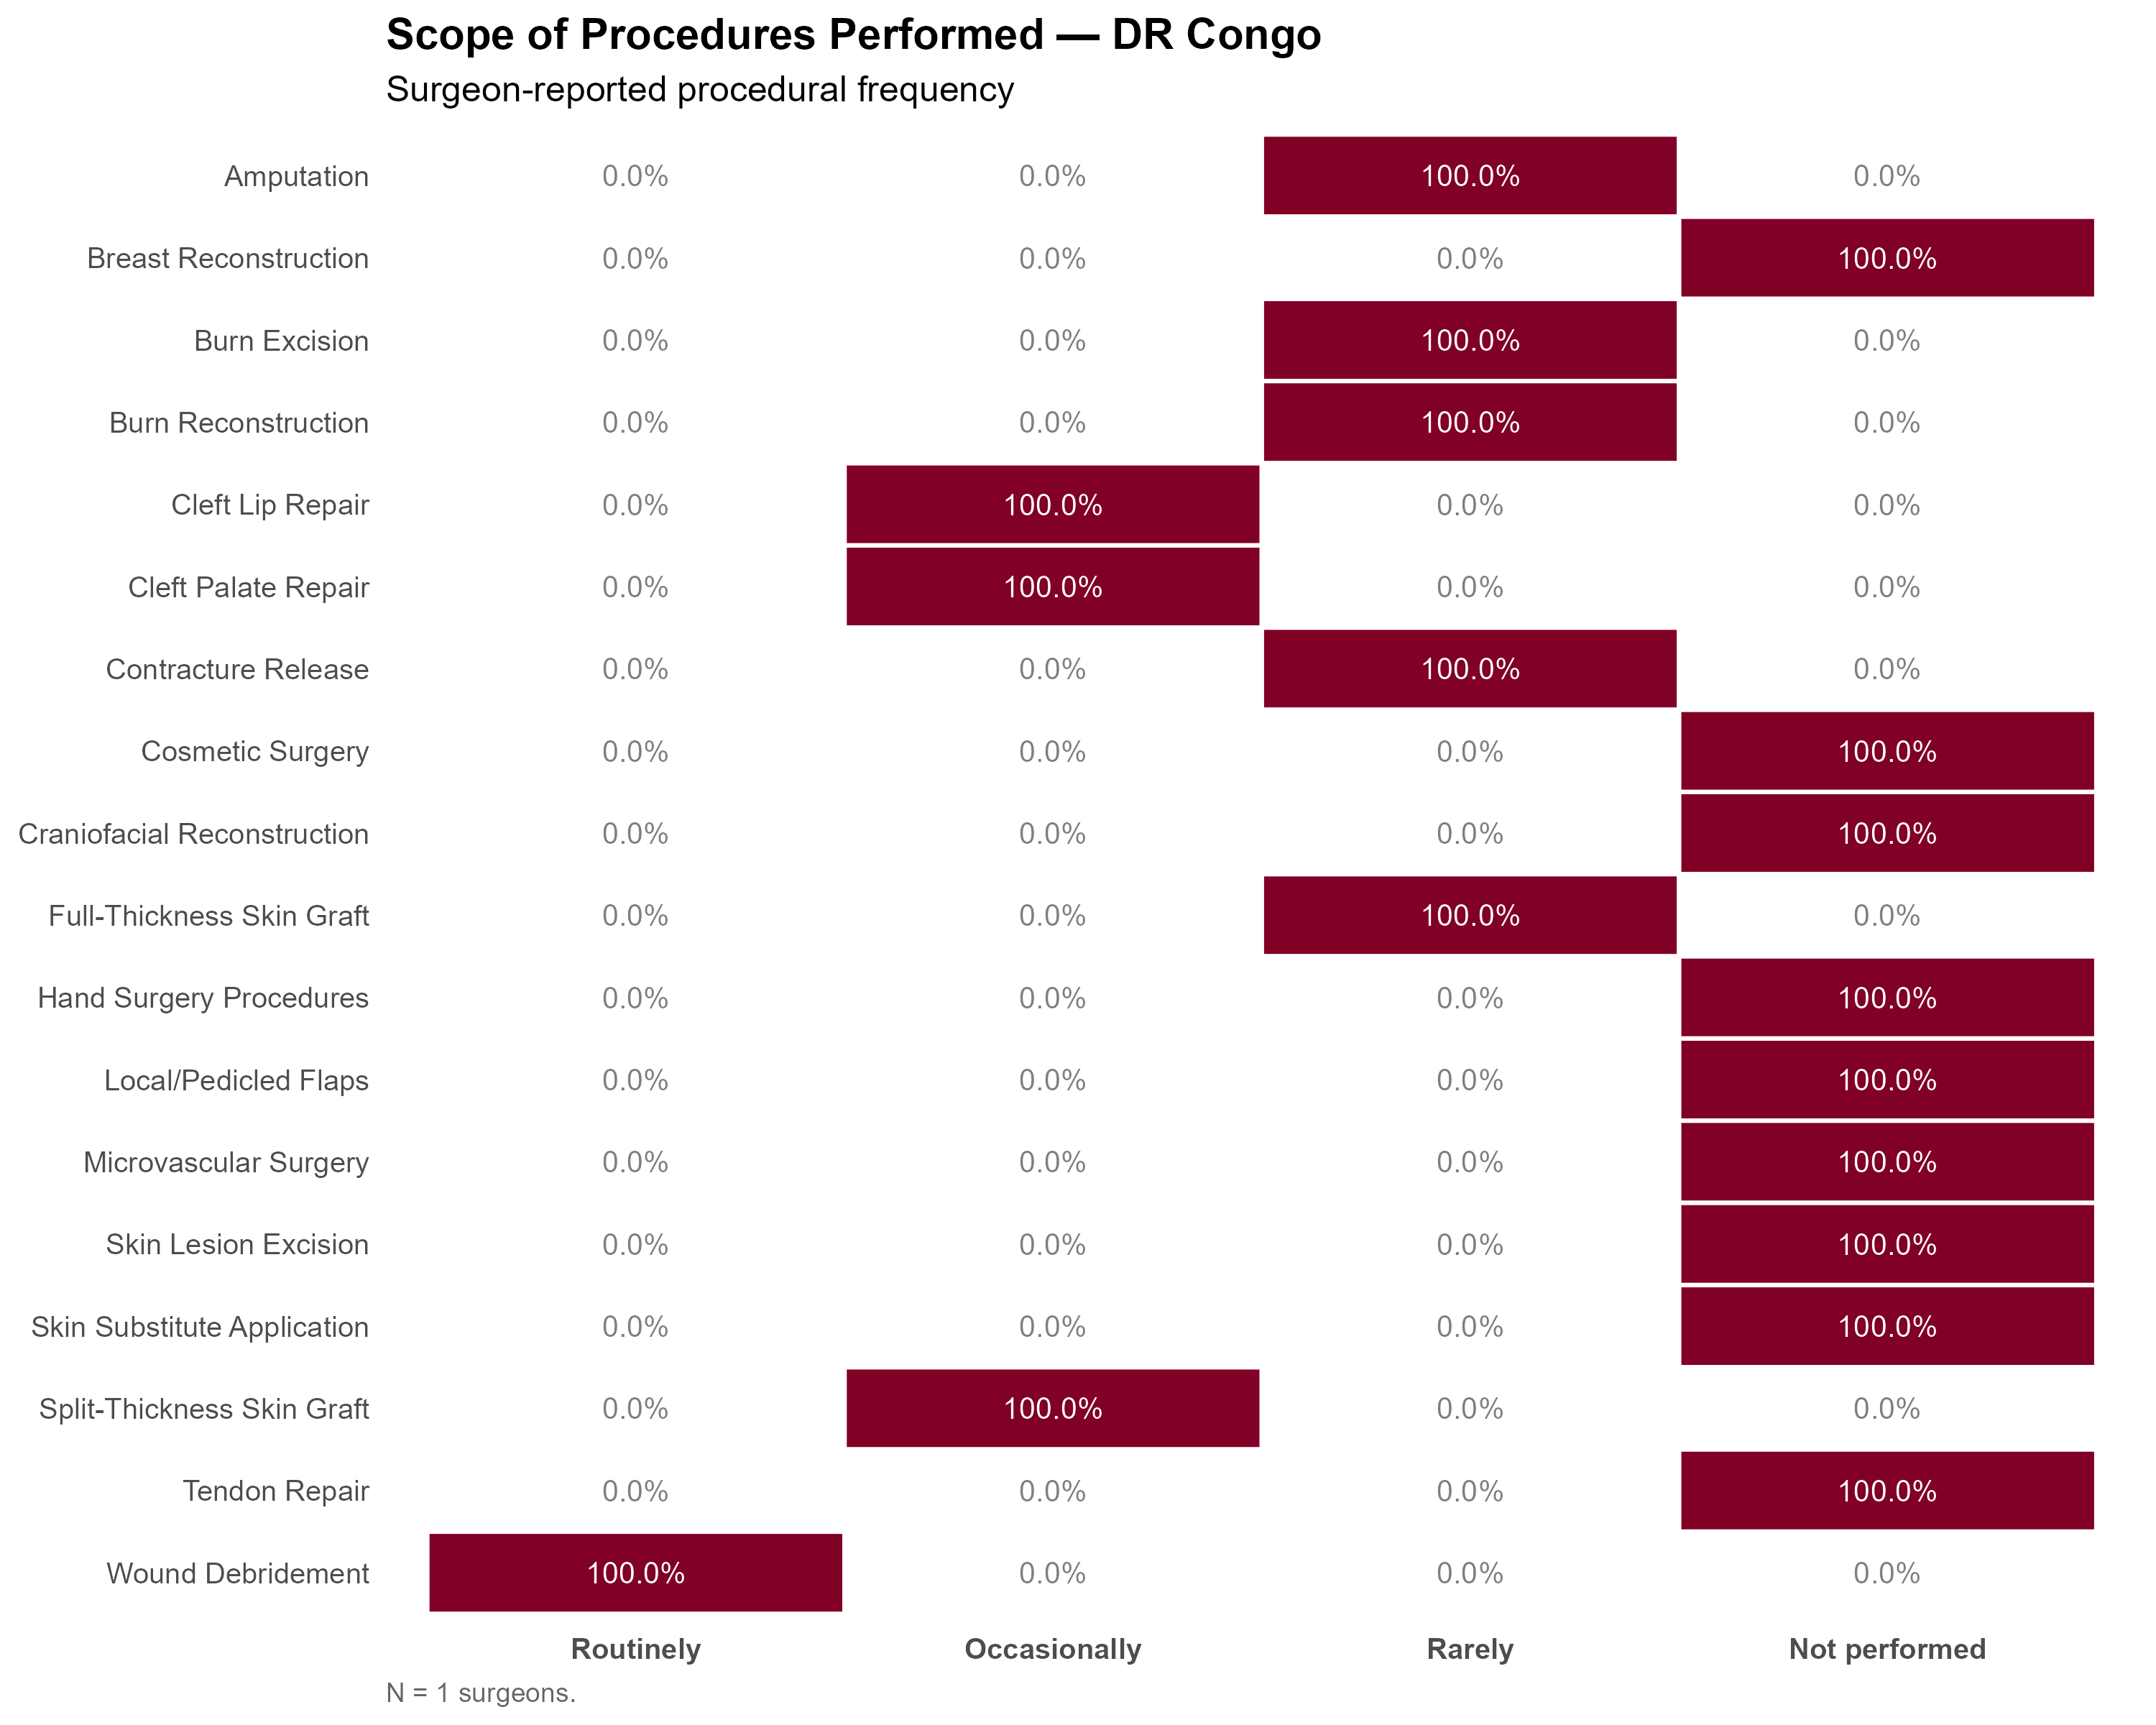 Scope of Procedures Performed — DR Congo
Surgeon-reported procedural frequency
Amputation 0.0% 0.0% 100.0% 0.0%
Breast Reconstruction 0.0% 0.0% 0.0% 100.0%
Burn Excision 0.0% 0.0% 100.0% 0.0%
Burn Reconstruction 0.0% 0.0% 100.0% 0.0%
Cleft Lip Repair 0.0% 100.0% 0.0% 0.0%
Cleft Palate Repair 0.0% 100.0% 0.0% 0.0%
Contracture Release 0.0% 0.0% 100.0% 0.0%
Cosmetic Surgery 0.0% 0.0% 0.0% 100.0%
Craniofacial Reconstruction 0.0% 0.0% 0.0% 100.0%
Full-Thickness Skin Graft 0.0% 0.0% 100.0% 0.0%
Hand Surgery Procedures 0.0% 0.0% 0.0% 100.0%
Local/Pedicled Flaps 0.0% 0.0% 0.0% 100.0%
Microvascular Surgery 0.0% 0.0% 0.0% 100.0%
Skin Lesion Excision 0.0% 0.0% 0.0% 100.0%
Skin Substitute Application 0.0% 0.0% 0.0% 100.0%
Split-Thickness Skin Graft 0.0% 100.0% 0.0% 0.0%
Tendon Repair 0.0% 0.0% 0.0% 100.0%
Wound Debridement 100.0% 0.0% 0.0% 0.0%
Routinely Occasionally Rarely Not performed
N = 1 surgeons.